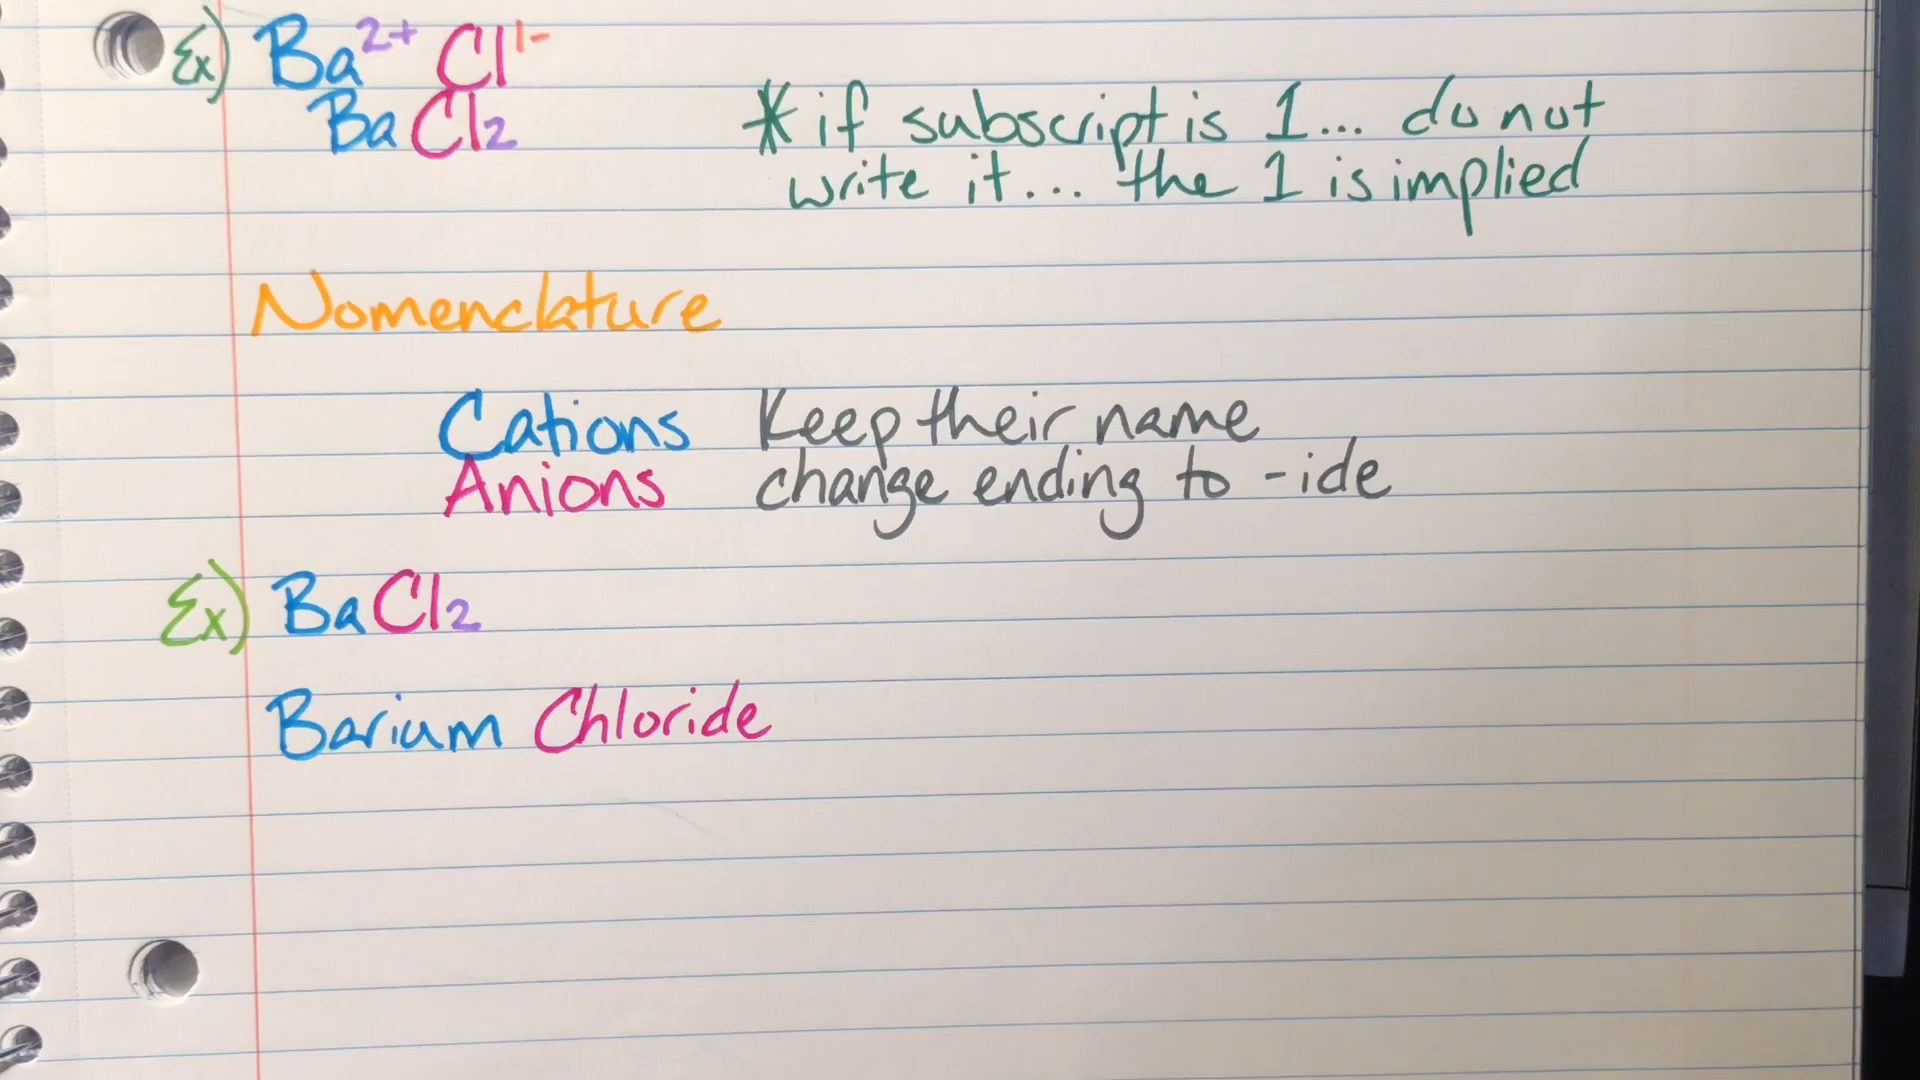 Ex) Ba²⁺ Cl¹⁻
BaCl₂
* if subscript is 1... do not
write it... the 1 is implied
Nomenclature
Cations Keep their name
Anions change ending to -ide
Ex) BaCl₂
Barium Chloride